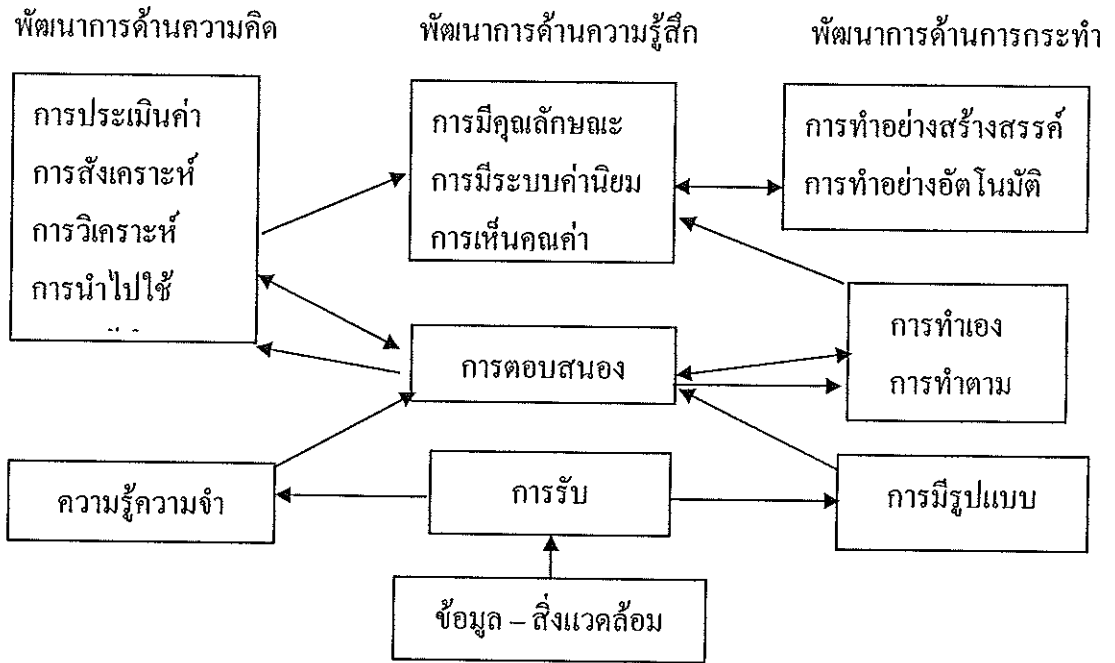 พัฒนาการด้านความคิด
พัฒนาการด้านความรู้สึก
พัฒนาการด้านการกระทำ
การประเมินค่า
การสังเคราะห์
การวิเคราะห์
การนำไปใช้
การมีคุณลักษณะ
การมีระบบค่านิยม
การเห็นคุณค่า
การทำอย่างสร้างสรรค์
การทำอย่างอัตโนมัติ
การตอบสนอง
การทำเอง
การทำตาม
ความรู้ความจำ
การรับ
การมีรูปแบบ
ข้อมูล – สิ่งแวดล้อม